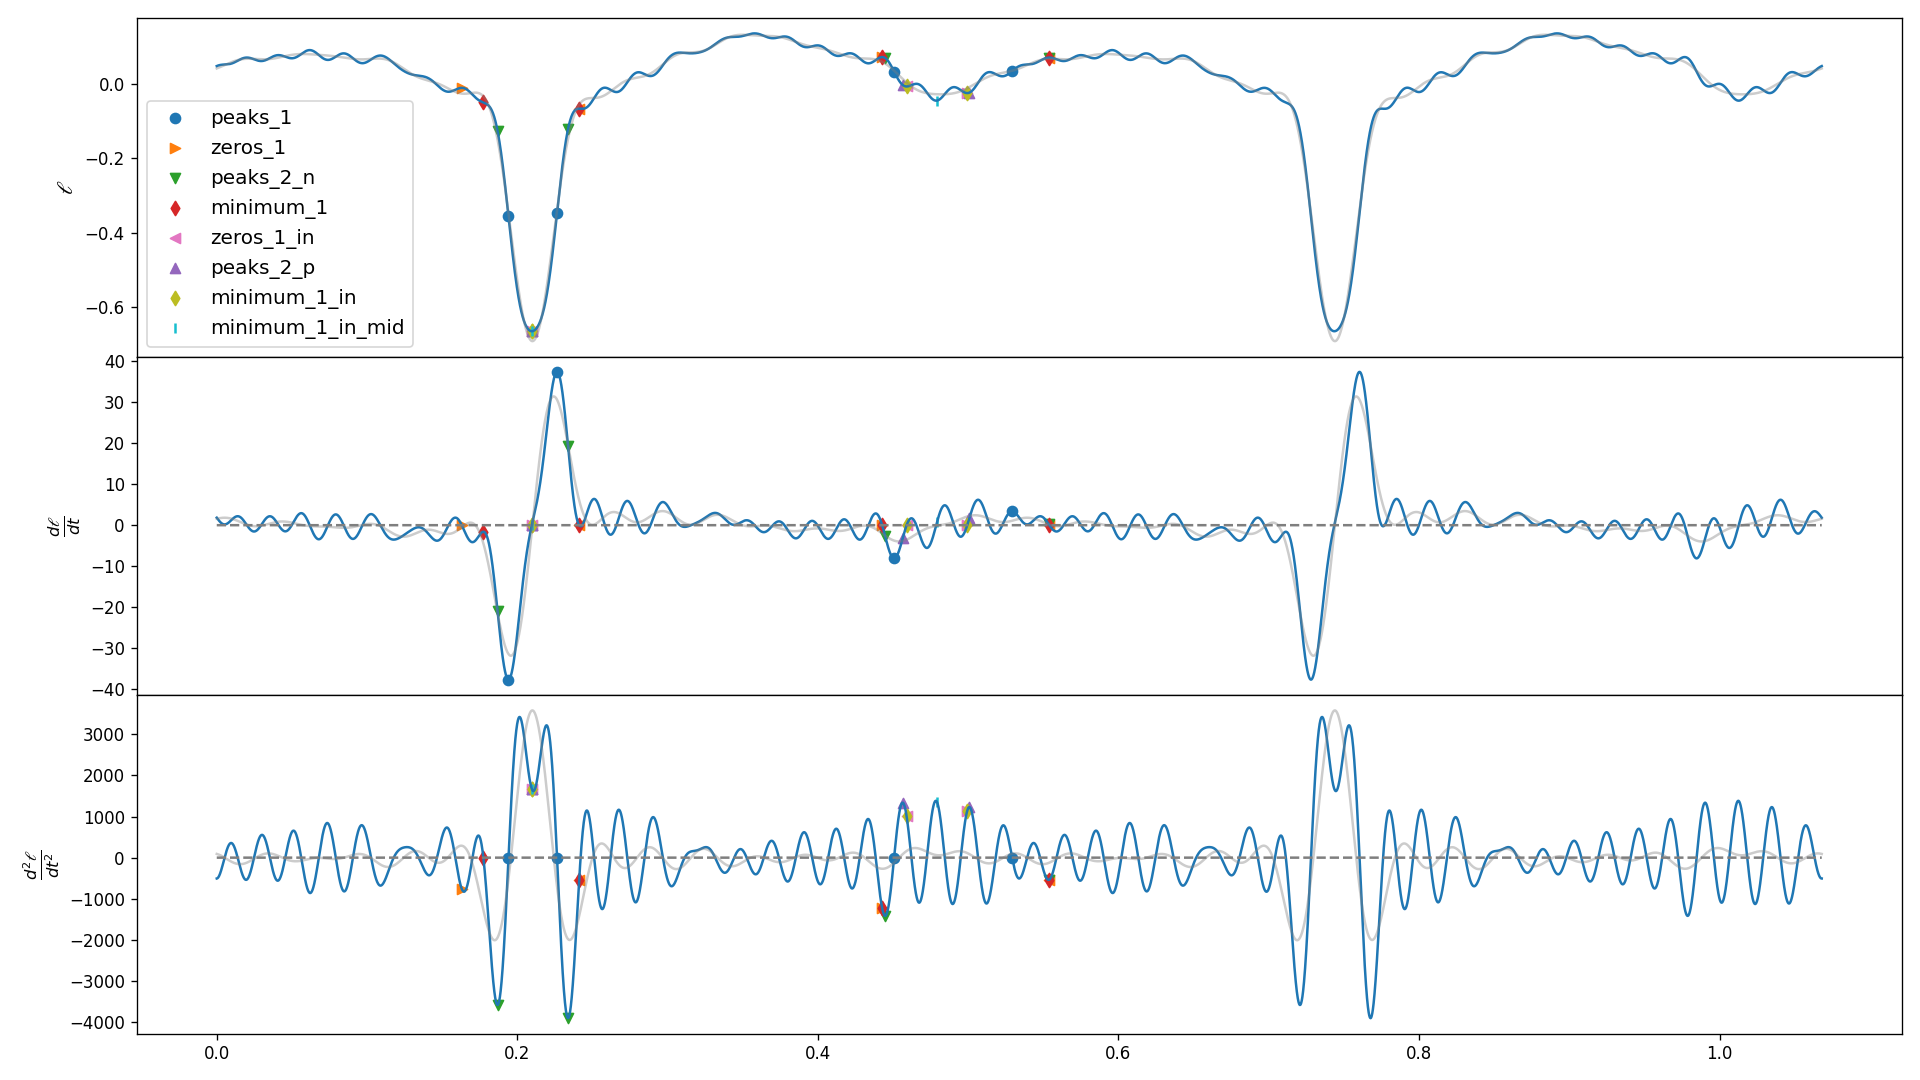 0.0
−0.2
−0.4
−0.6
ℓ
peaks_1
zeros_1
peaks_2_n
minimum_1
zeros_1_in
peaks_2_p
minimum_1_in
minimum_1_in_mid
40
30
20
10
0
−10
−20
−30
−40
dℓ/dt
3000
2000
1000
0
−1000
−2000
−3000
−4000
d²ℓ/dt²
0.0 0.2 0.4 0.6 0.8 1.0